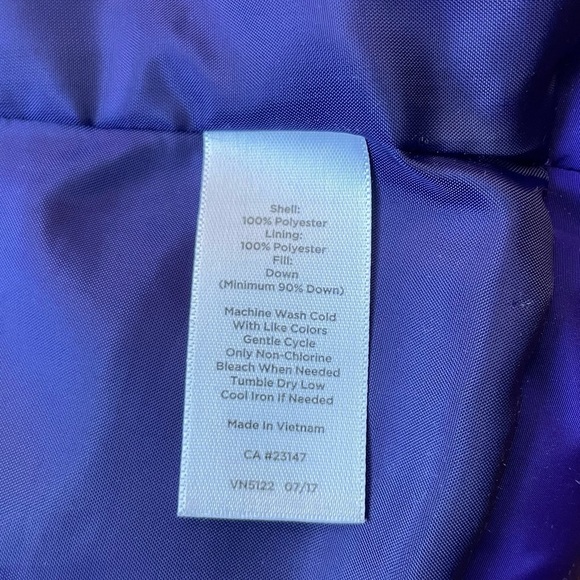 Shell:
100% Polyester
Lining:
100% Polyester
Fill:
Down
(Minimum 90% Down)
Machine Wash Cold
With Like Colors
Gentle Cycle
Only Non-Chlorine
Bleach When Needed
Tumble Dry Low
Cool Iron If Needed
Made In Vietnam
CA #23147
VN5122 07/17